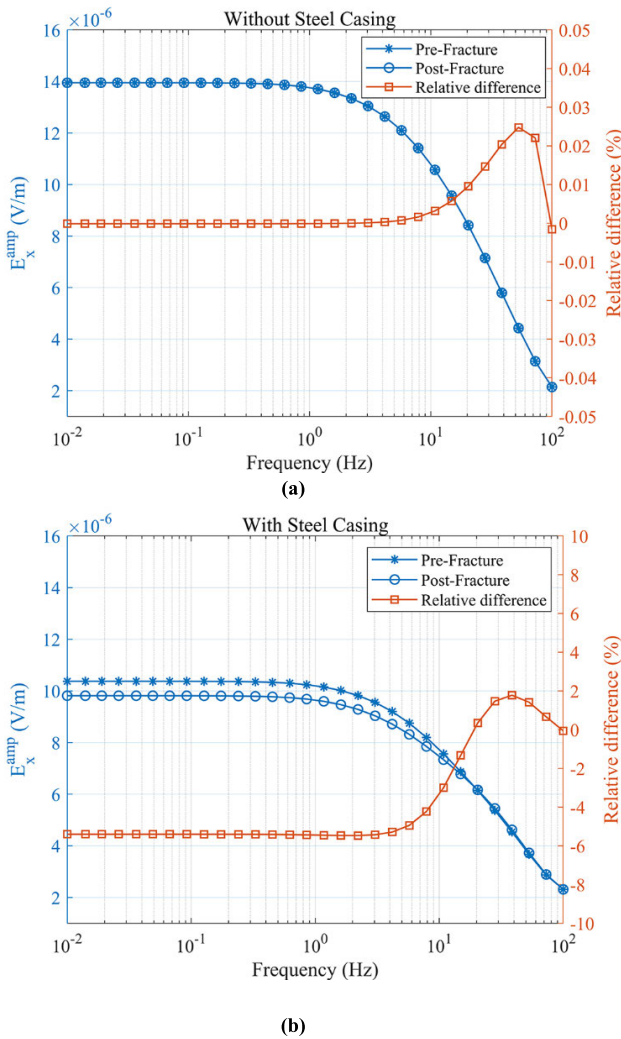 Without Steel Casing
×10⁻⁶
16
14
12
10
8
6
4
2
E_x^amp (V/m)
Pre-Fracture
Post-Fracture
Relative difference
0.05
0.04
0.03
0.02
0.01
0
-0.01
-0.02
-0.03
-0.04
-0.05
Relative difference (%)
10⁻² 10⁻¹ 10⁰ 10¹ 10²
Frequency (Hz)
(a)
With Steel Casing
×10⁻⁶
16
14
12
10
8
6
4
2
E_x^amp (V/m)
Pre-Fracture
Post-Fracture
Relative difference
10
8
6
4
2
0
-2
-4
-6
-8
-10
Relative difference (%)
10⁻² 10⁻¹ 10⁰ 10¹ 10²
Frequency (Hz)
(b)